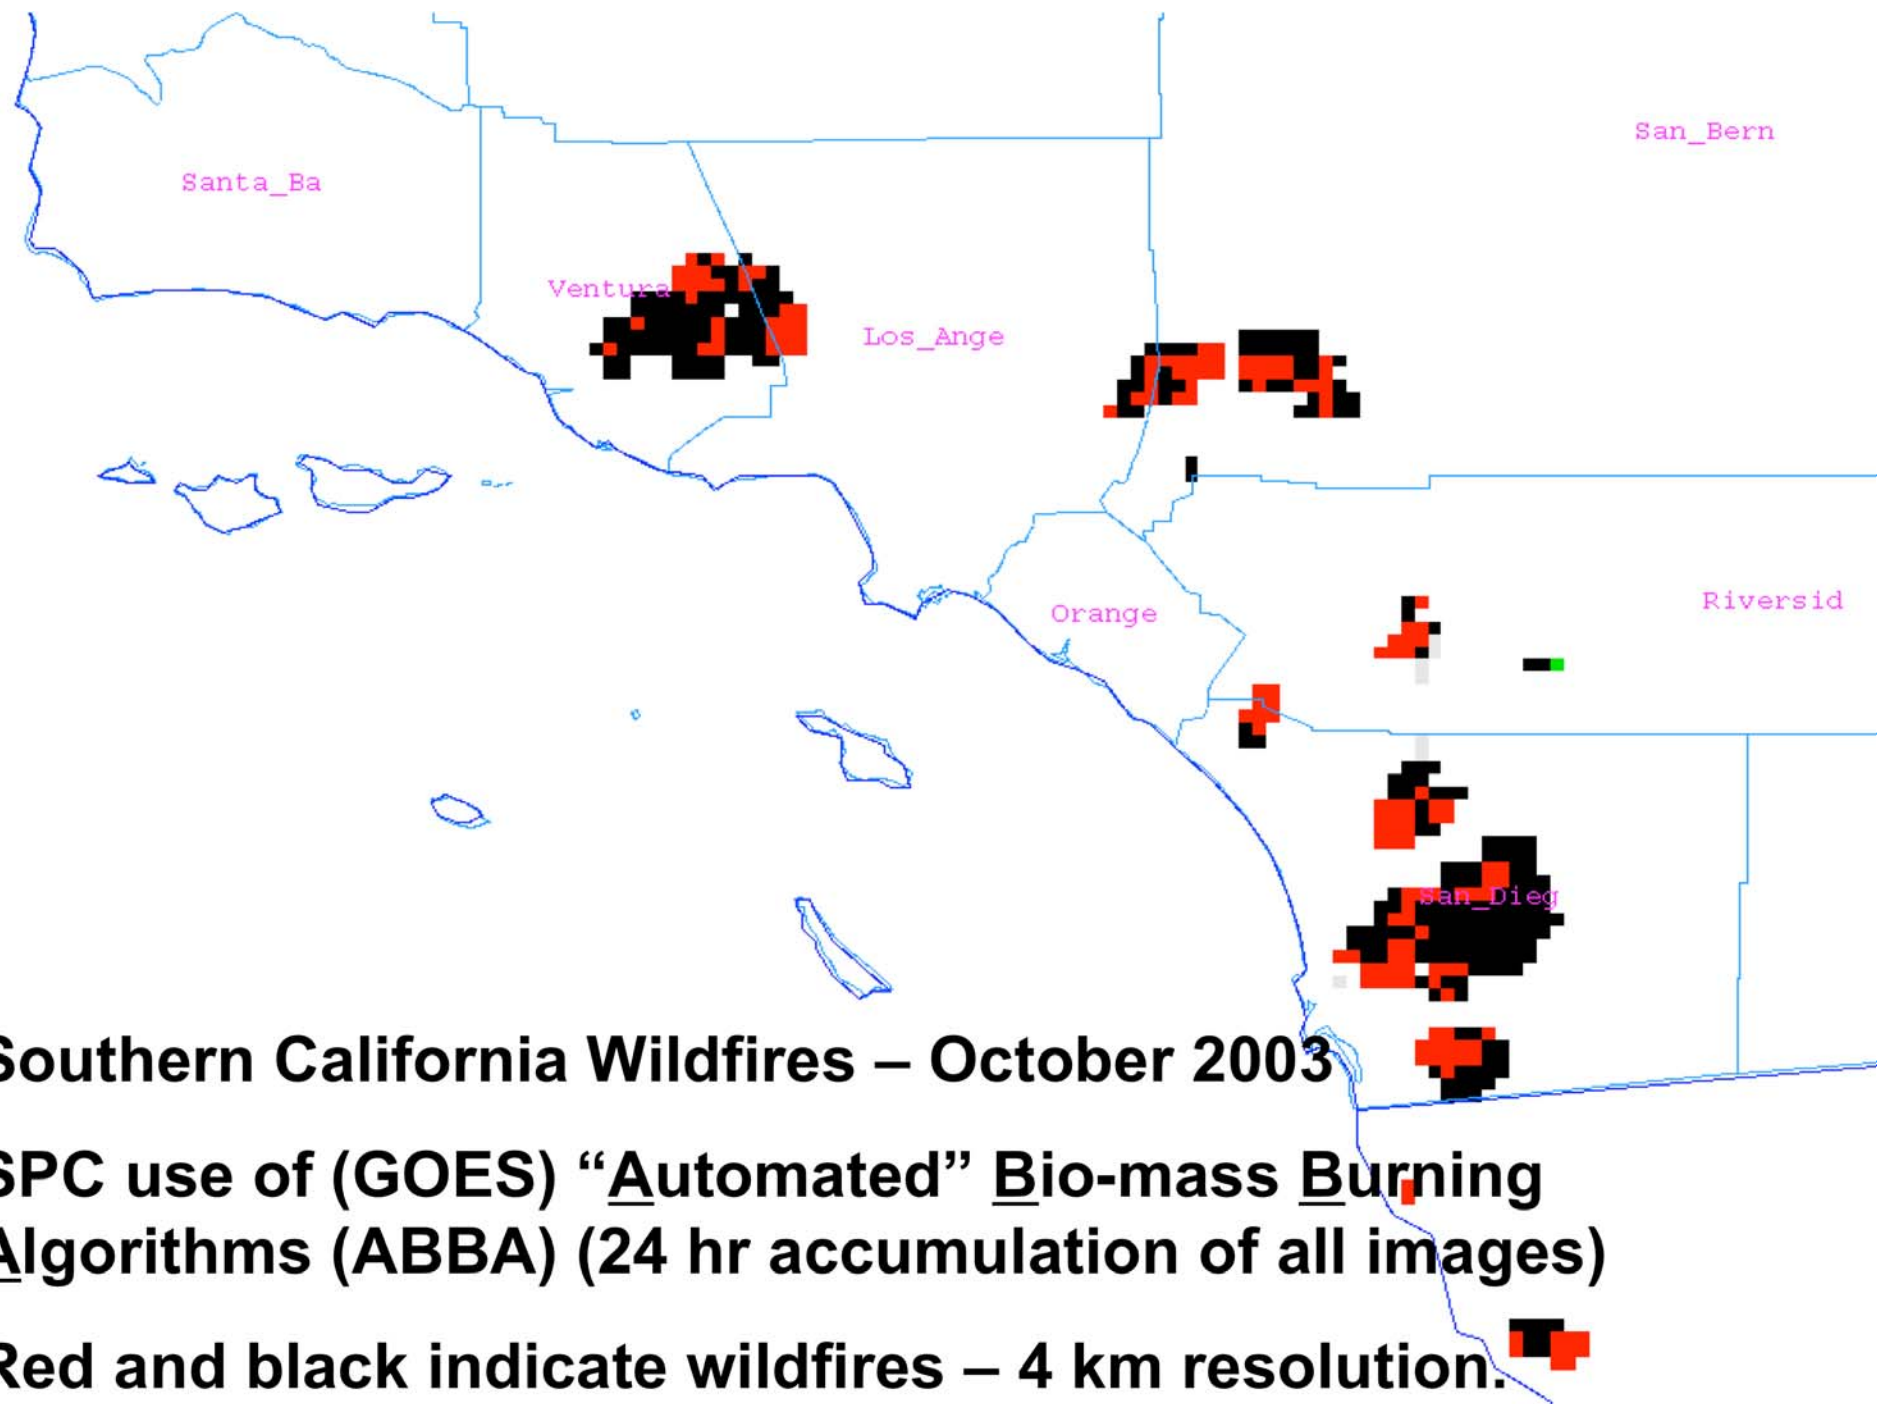 San_Bern
Santa_Ba
Ventura
Los_Ange
Riversid
Orange
San_Dieg
Southern California Wildfires – October 2003
SPC use of (GOES) “Automated” Bio-mass Burning
Algorithms (ABBA) (24 hr accumulation of all images)
Red and black indicate wildfires – 4 km resolution.